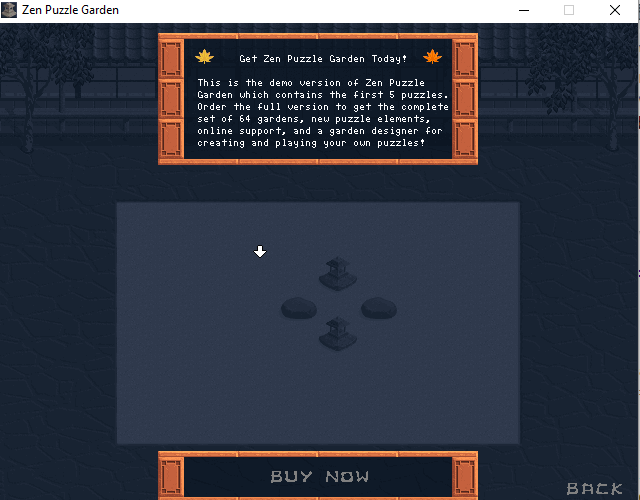 Zen Puzzle Garden
Get Zen Puzzle Garden Today!
This is the demo version of Zen Puzzle
Garden which contains the first 5 puzzles.
Order the full version to get the complete
set of 64 gardens, new puzzle elements,
online support, and a garden designer for
creating and playing your own puzzles!
BUY NOW
BACK